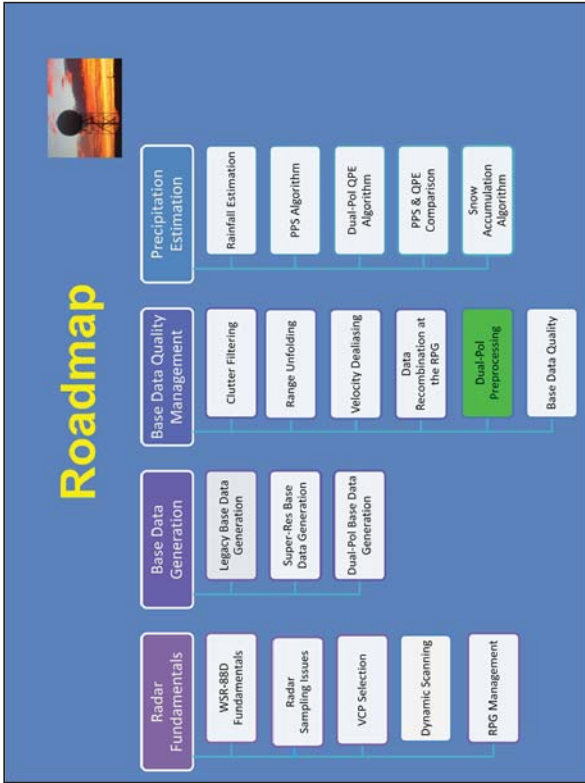 Roadmap
Radar
Fundamentals
WSR-88D
Fundamentals
Radar
Sampling Issues
VCP Selection
Dynamic Scanning
RPG Management
Base Data
Generation
Legacy Base Data
Generation
Super-Res Base
Data Generation
Dual-Pol Base Data
Generation
Base Data Quality
Management
Clutter Filtering
Range Unfolding
Velocity Dealiasing
Data
Recombination at
the RPG
Dual-Pol
Preprocessing
Base Data Quality
Precipitation
Estimation
Rainfall Estimation
PPS Algorithm
Dual-Pol QPE
Algorithm
PPS & QPE
Comparison
Snow
Accumulation
Algorithm